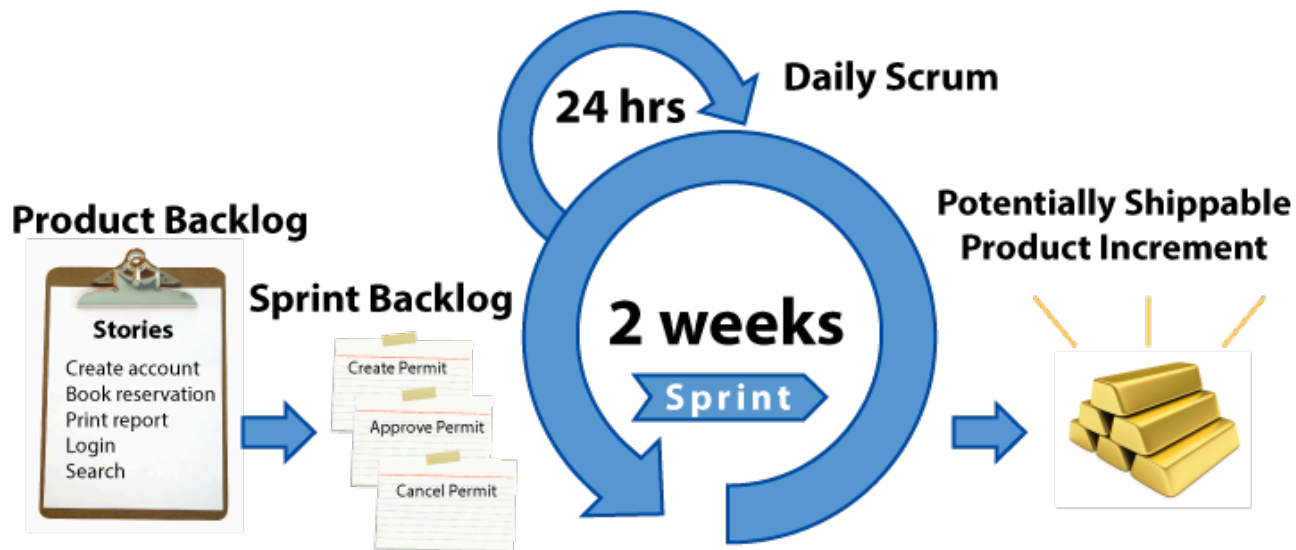 Product Backlog
Stories
Create account
Book reservation
Print report
Login
Search
Sprint Backlog
Create Permit
Approve Permit
Cancel Permit
24 hrs
Daily Scrum
2 weeks
Sprint
Potentially Shippable
Product Increment